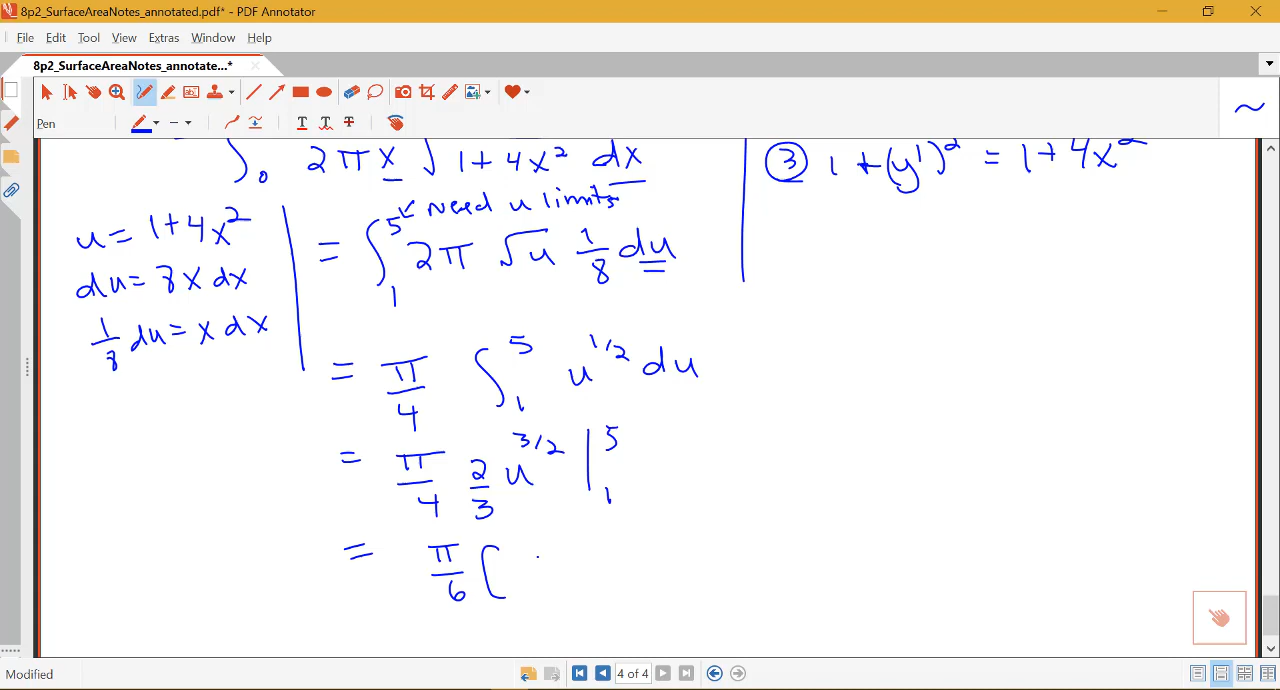 8p2_SurfaceAreaNotes_annotated.pdf* - PDF Annotator
File Edit Tool View Extras Window Help
8p2_SurfaceAreaNotes_annotate...*
Pen
∫ 0 2π x √ 1 + 4x² dx
③ 1 + (y')² = 1 + 4x²
need u limits
u = 1 + 4x²
= ∫₁⁵ 2π √u 1/8 du
du = 8x dx
1/8 du = x dx
= π/4 ∫₁⁵ u^1/2 du
= π/4 2/3 u^3/2 |₁⁵
= π/6 [
Modified
4 of 4